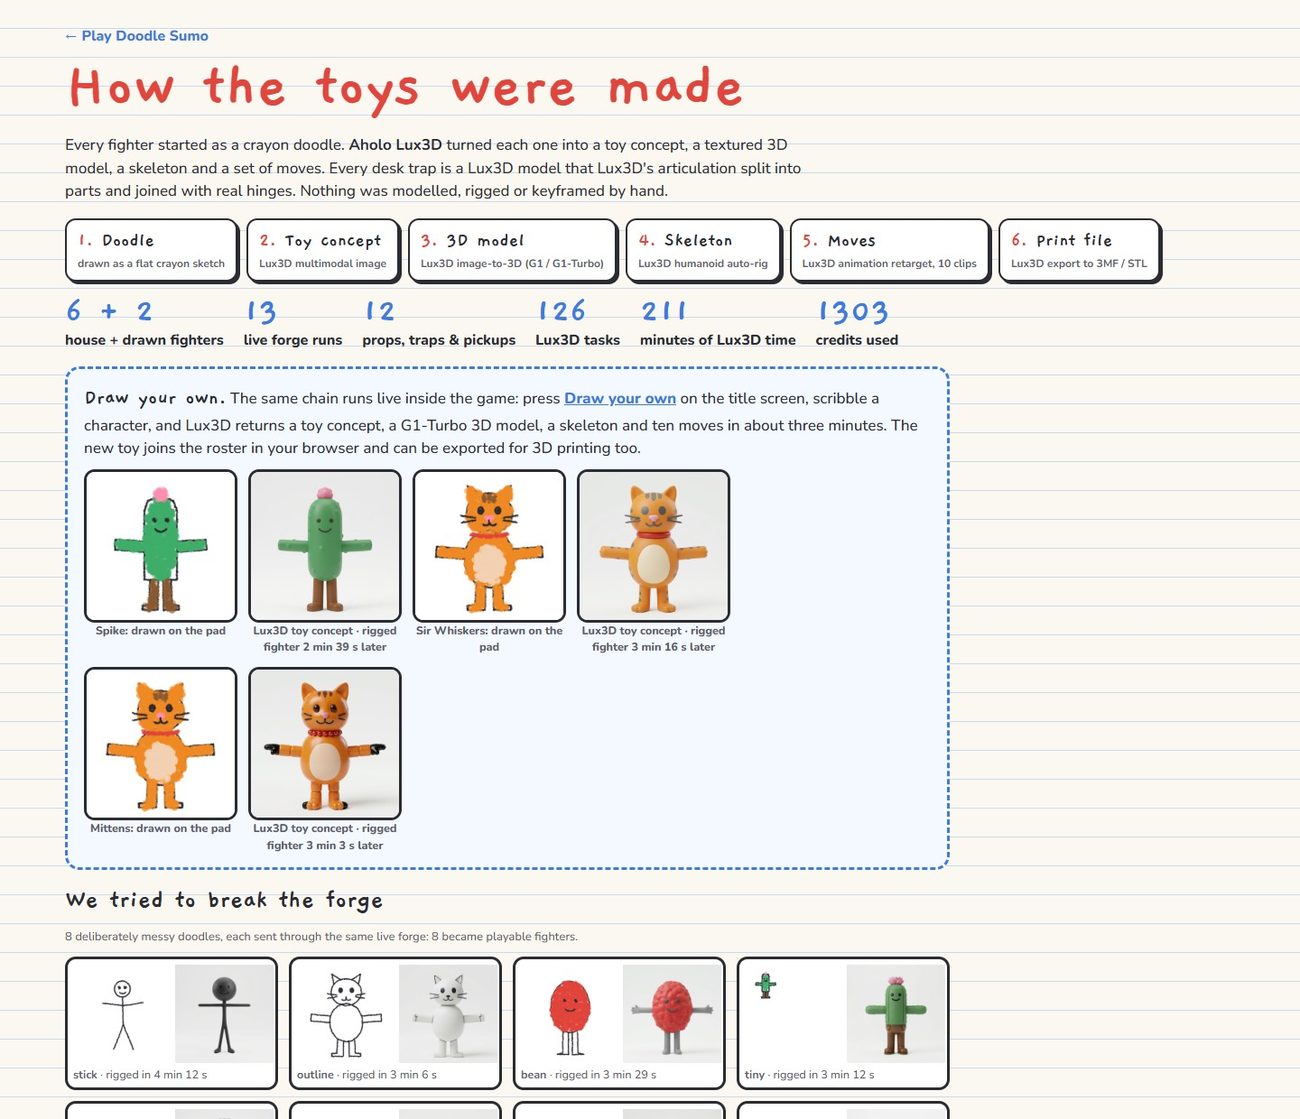 ← Play Doodle Sumo
How the toys were made
Every fighter started as a crayon doodle. Aholo Lux3D turned each one into a toy concept, a textured 3D
model, a skeleton and a set of moves. Every desk trap is a Lux3D model that Lux3D's articulation split into
parts and joined with real hinges. Nothing was modelled, rigged or keyframed by hand.
1. Doodle
drawn as a flat crayon sketch
2. Toy concept
Lux3D multimodal image
3. 3D model
Lux3D image-to-3D (G1 / G1-Turbo)
4. Skeleton
Lux3D humanoid auto-rig
5. Moves
Lux3D animation retarget, 10 clips
6. Print file
Lux3D export to 3MF / STL
6 + 2
house + drawn fighters
13
live forge runs
12
props, traps & pickups
126
Lux3D tasks
211
minutes of Lux3D time
1303
credits used
Draw your own. The same chain runs live inside the game: press Draw your own on the title screen, scribble a
character, and Lux3D returns a toy concept, a G1-Turbo 3D model, a skeleton and ten moves in about three minutes. The
new toy joins the roster in your browser and can be exported for 3D printing too.
Spike: drawn on the pad
Lux3D toy concept · rigged
fighter 2 min 39 s later
Sir Whiskers: drawn on the
pad
Lux3D toy concept · rigged
fighter 3 min 16 s later
Mittens: drawn on the pad
Lux3D toy concept · rigged
fighter 3 min 3 s later
We tried to break the forge
8 deliberately messy doodles, each sent through the same live forge: 8 became playable fighters.
stick · rigged in 4 min 12 s
outline · rigged in 3 min 6 s
bean · rigged in 3 min 29 s
tiny · rigged in 3 min 12 s